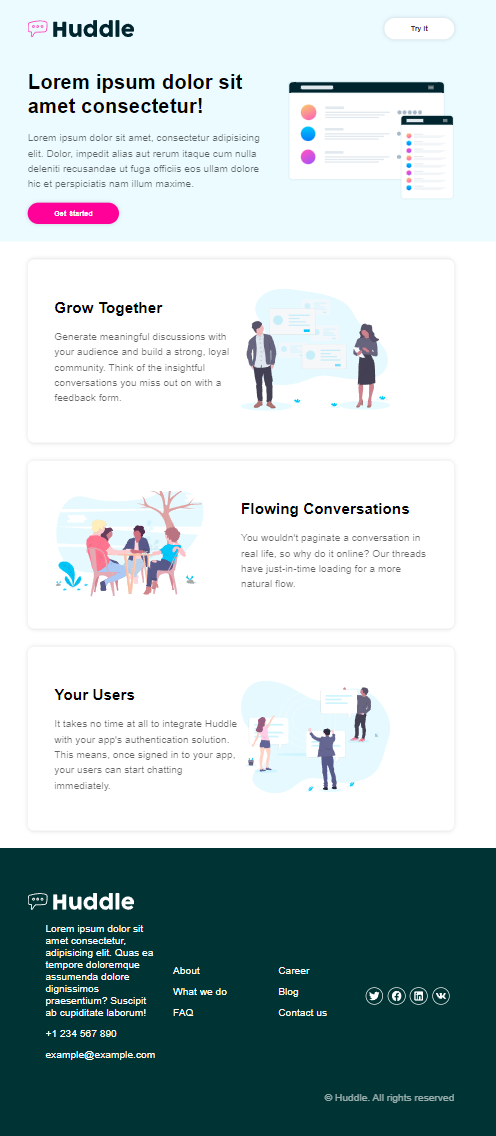 Huddle
Try It
Lorem ipsum dolor sit
amet consectetur!
Lorem ipsum dolor sit amet, consectetur adipisicing
elit. Dolor, impedit alias aut rerum itaque cum nulla
deleniti recusandae ut fuga officiis eos ullam dolore
hic et perspiciatis nam illum maxime.
Get Started
Grow Together
Generate meaningful discussions with
your audience and build a strong, loyal
community. Think of the insightful
conversations you miss out on with a
feedback form.
Flowing Conversations
You wouldn't paginate a conversation in
real life, so why do it online? Our threads
have just-in-time loading for a more
natural flow.
Your Users
It takes no time at all to integrate Huddle
with your app's authentication solution.
This means, once signed in to your app,
your users can start chatting
immediately.
Huddle
Lorem ipsum dolor sit
amet consectetur,
adipisicing elit. Quas ea
tempore doloremque
assumenda dolore
dignissimos
praesentium? Suscipit
ab cupiditate laborum!
+1 234 567 890
example@example.com
About
What we do
FAQ
Career
Blog
Contact us
© Huddle. All rights reserved